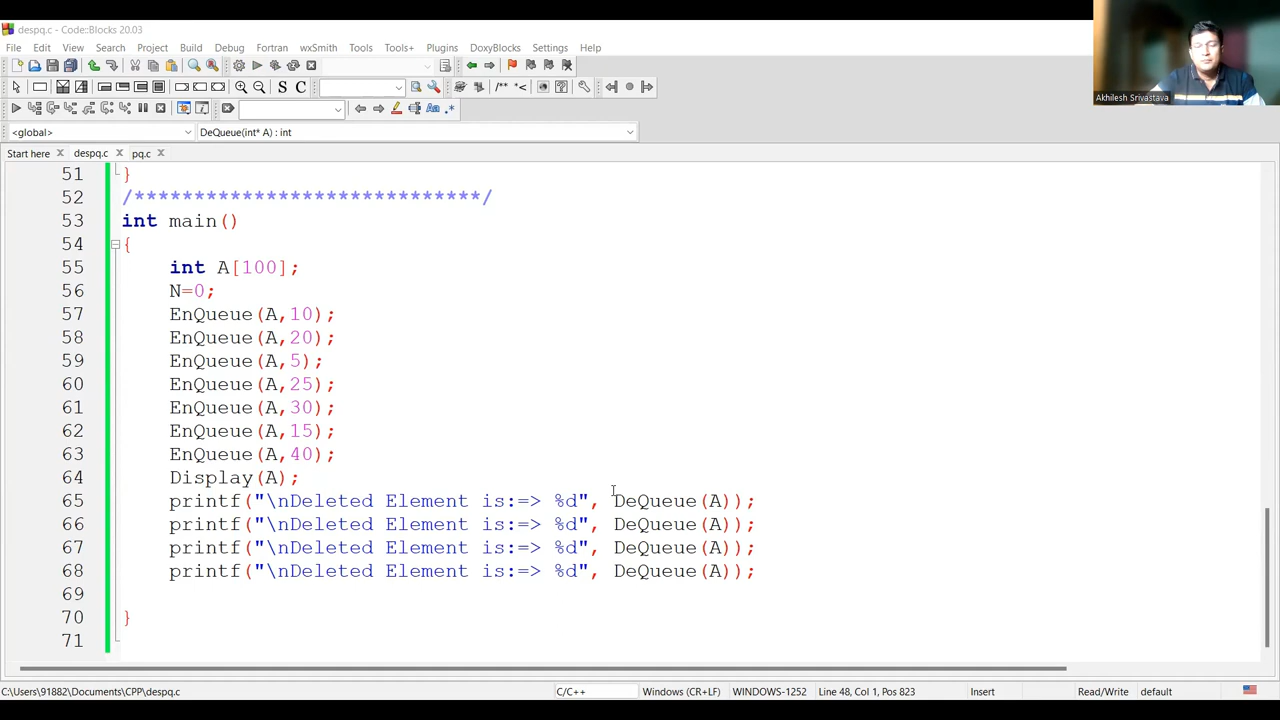 despq.c - Code::Blocks 20.03
File Edit View Search Project Build Debug Fortran wxSmith Tools Tools+ Plugins DoxyBlocks Settings Help
S C /** *<
Aa .*
Akhilesh Srivastava
<global> DeQueue(int* A) : int
Start here despq.c pq.c
51 }
52 /*****************************/
53 int main()
54 {
55 int A[100];
56 N=0;
57 EnQueue(A,10);
58 EnQueue(A,20);
59 EnQueue(A,5);
60 EnQueue(A,25);
61 EnQueue(A,30);
62 EnQueue(A,15);
63 EnQueue(A,40);
64 Display(A);
65 printf("\nDeleted Element is:=> %d", DeQueue(A));
66 printf("\nDeleted Element is:=> %d", DeQueue(A));
67 printf("\nDeleted Element is:=> %d", DeQueue(A));
68 printf("\nDeleted Element is:=> %d", DeQueue(A));
69
70 }
71
C:\Users\91882\Documents\CPP\despq.c C/C++ Windows (CR+LF) WINDOWS-1252 Line 48, Col 1, Pos 823 Insert Read/Write default